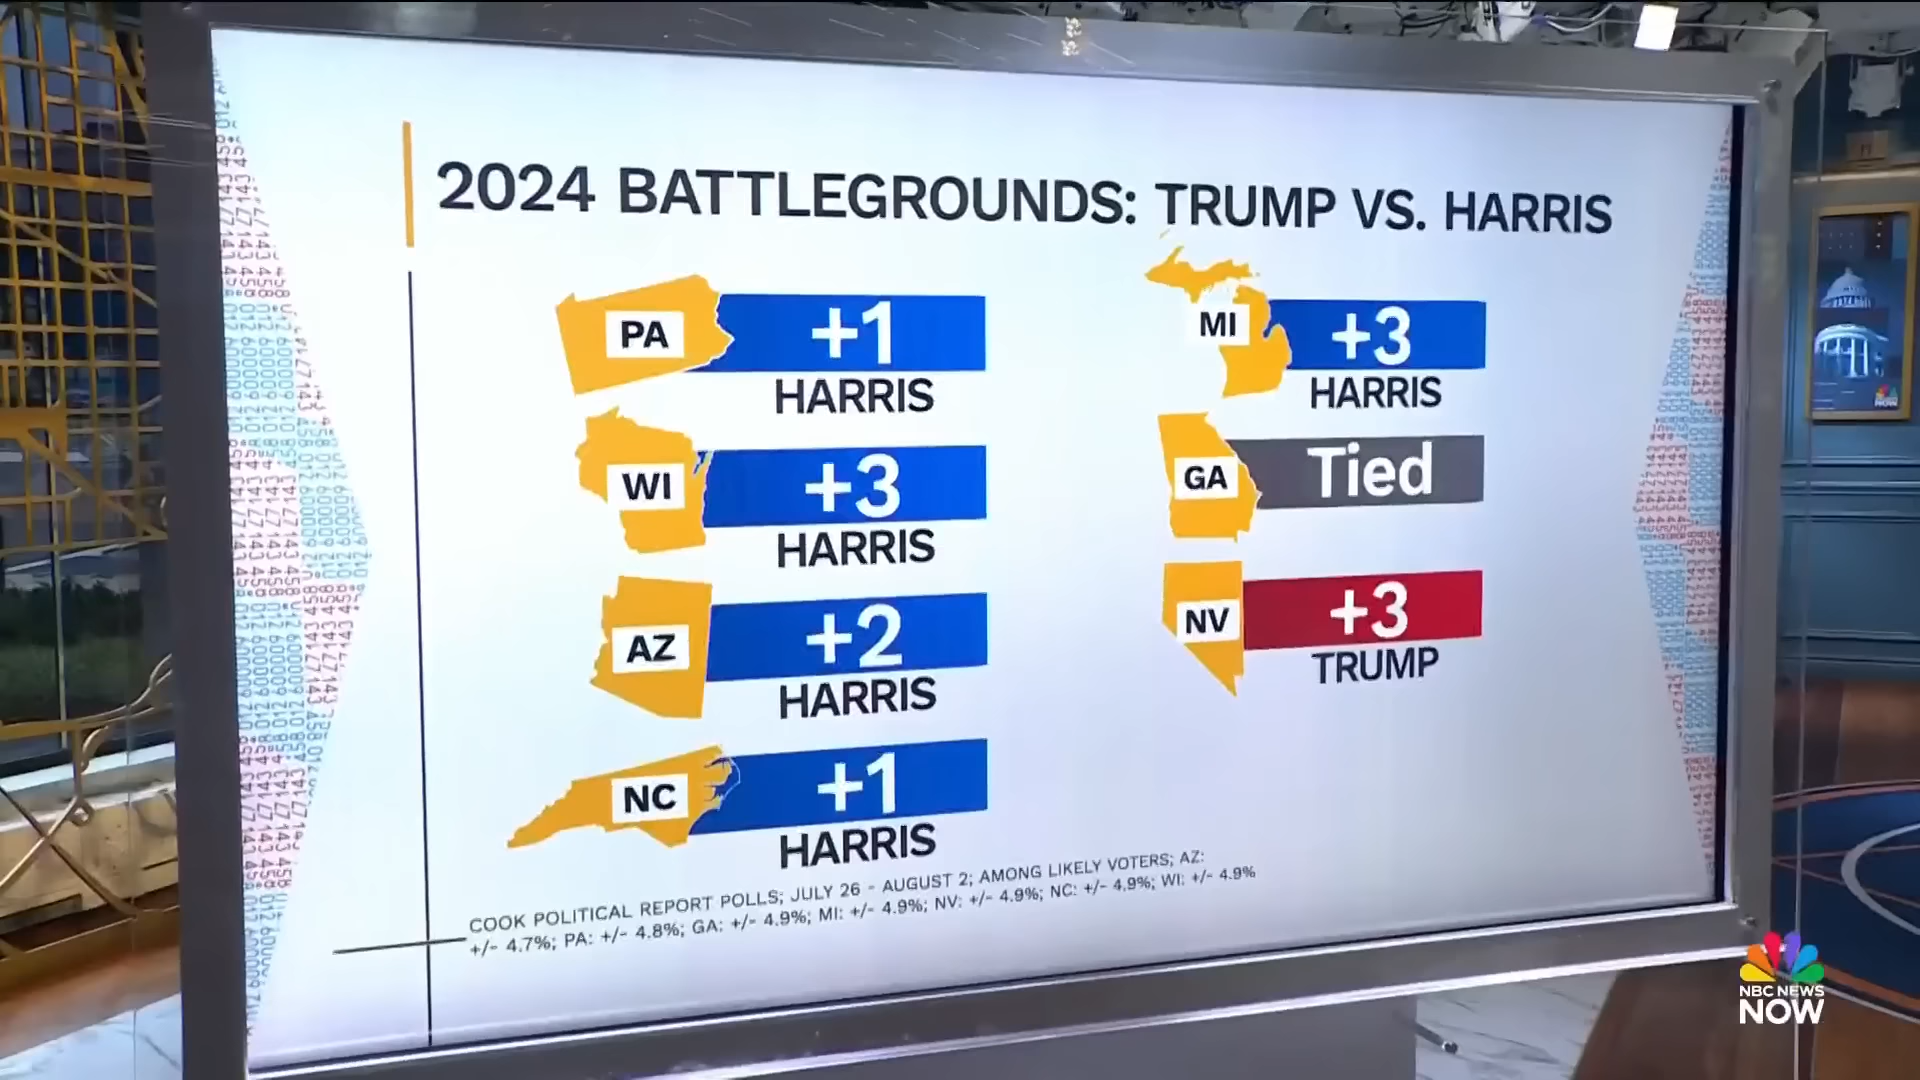 2024 BATTLEGROUNDS: TRUMP VS. HARRIS
PA
+1
HARRIS
WI
+3
HARRIS
AZ
+2
HARRIS
NC
+1
HARRIS
MI
+3
HARRIS
GA
Tied
NV
+3
TRUMP
COOK POLITICAL REPORT POLLS; JULY 26 - AUGUST 2; AMONG LIKELY VOTERS; AZ:
+/- 4.7%; PA: +/- 4.8%; GA: +/- 4.9%; MI: +/- 4.9%; NV: +/- 4.9%; NC: +/- 4.9%; WI: +/- 4.9%
NBC NEWS
NOW